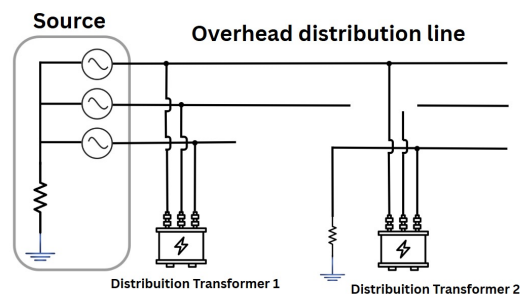 Source
Overhead distribution line
Distribuition Transformer 1
Distribuition Transformer 2